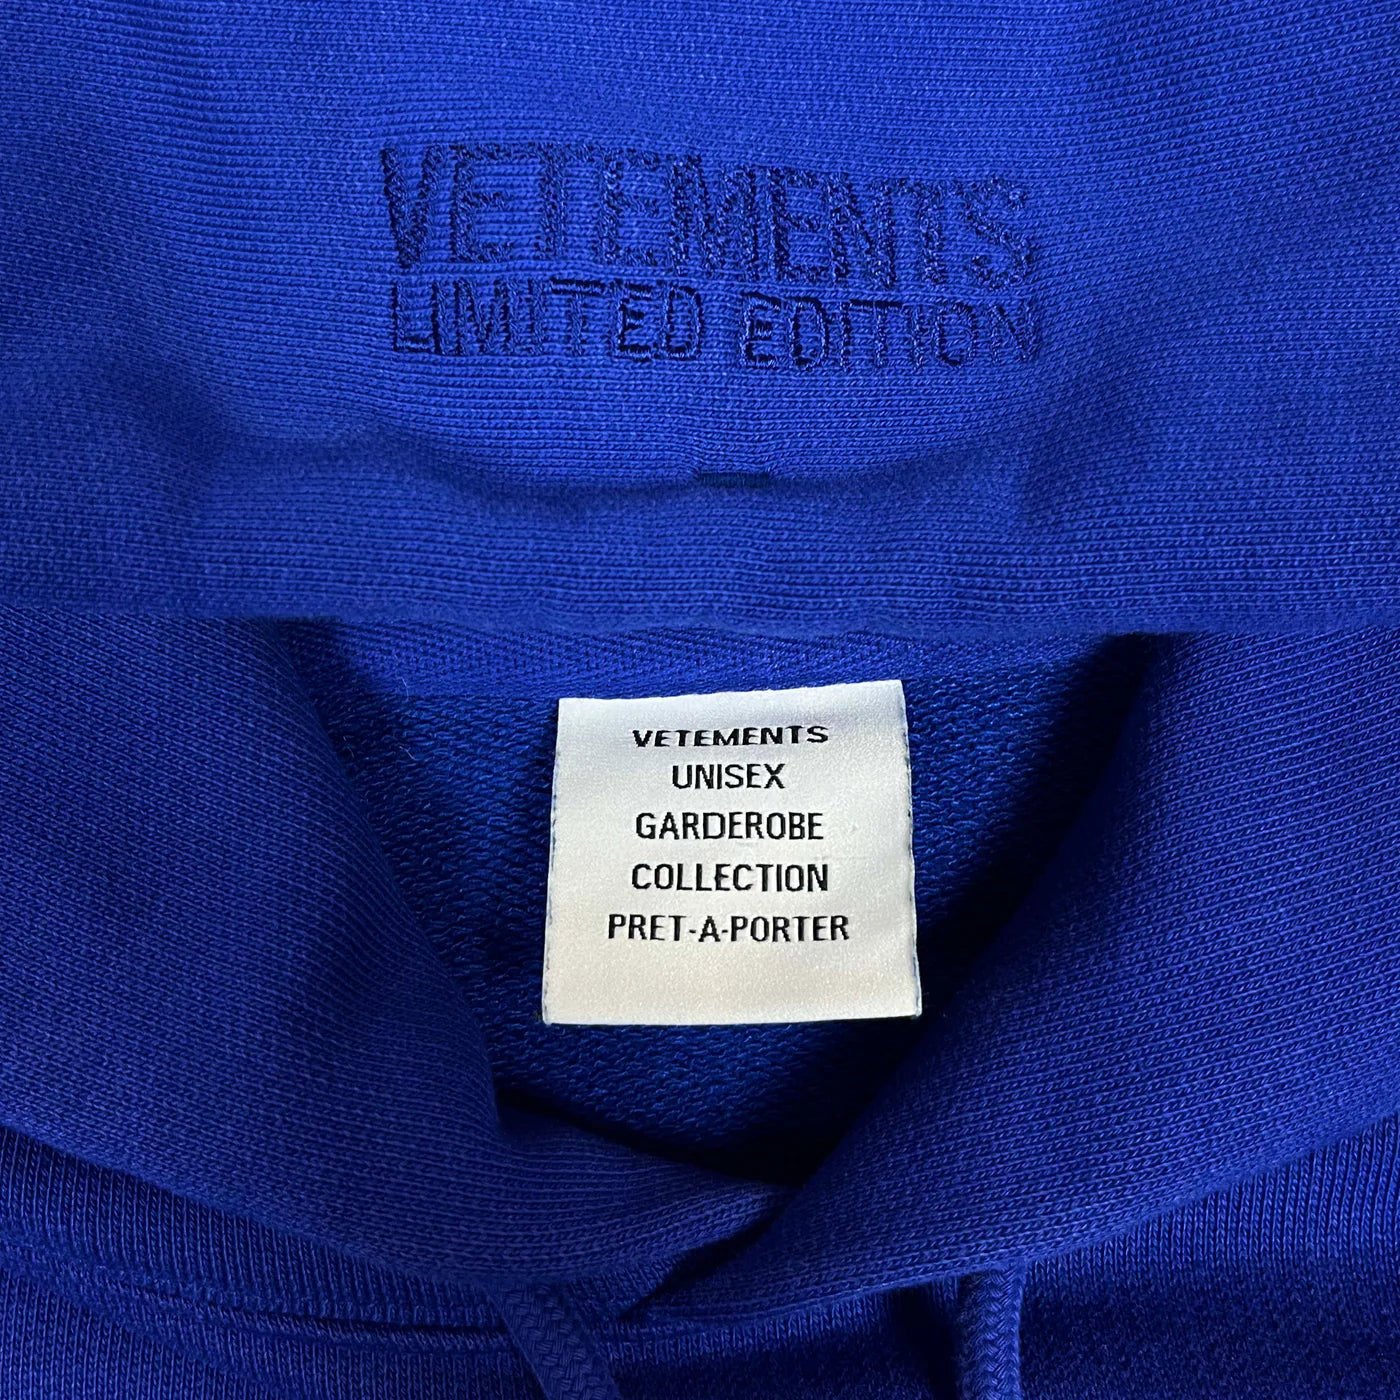 VETEMENTS
LIMITED EDITION
VETEMENTS
UNISEX
GARDEROBE
COLLECTION
PRET-A-PORTER